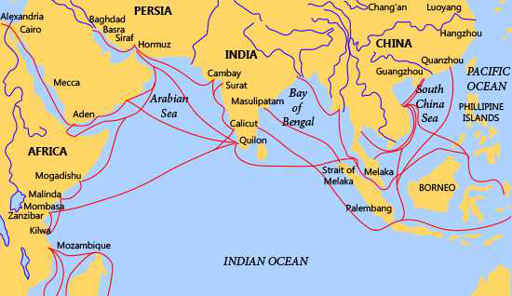 Alexandria
Cairo
PERSIA
Baghdad
Basra
Siraf
Hormuz
Mecca
Aden
Arabian
Sea
AFRICA
Mogadishu
Malinda
Mombasa
Zanzibar
Kilwa
Mozambique
INDIA
Cambay
Surat
Masulipatam
Calicut
Quilon
Bay
of
Bengal
Chang'an
Luoyang
Hangzhou
CHINA
Guangzhou
Quanzhou
PACIFIC
OCEAN
South
China
Sea
PHILLIPINE
ISLANDS
Strait of
Melaka
Melaka
BORNEO
Palembang
INDIAN OCEAN